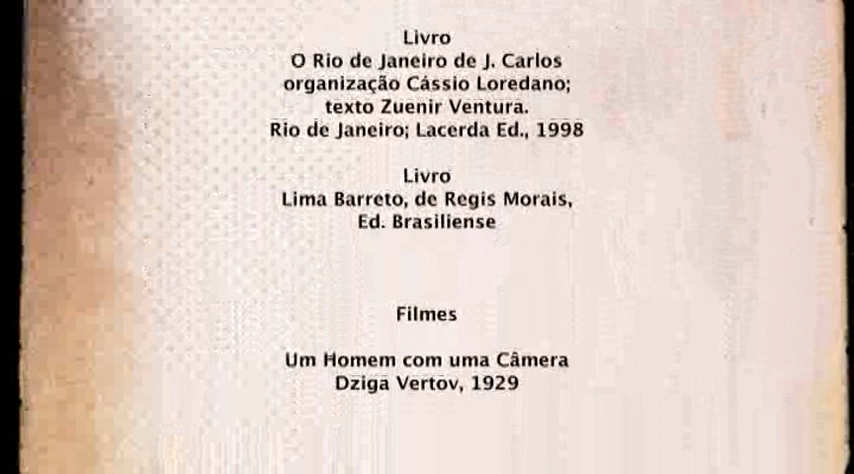 Livro
O Rio de Janeiro de J. Carlos
organização Cássio Loredano;
texto Zuenir Ventura.
Rio de Janeiro; Lacerda Ed., 1998
Livro
Lima Barreto, de Regis Morais,
Ed. Brasiliense
Filmes
Um Homem com uma Câmera
Dziga Vertov, 1929